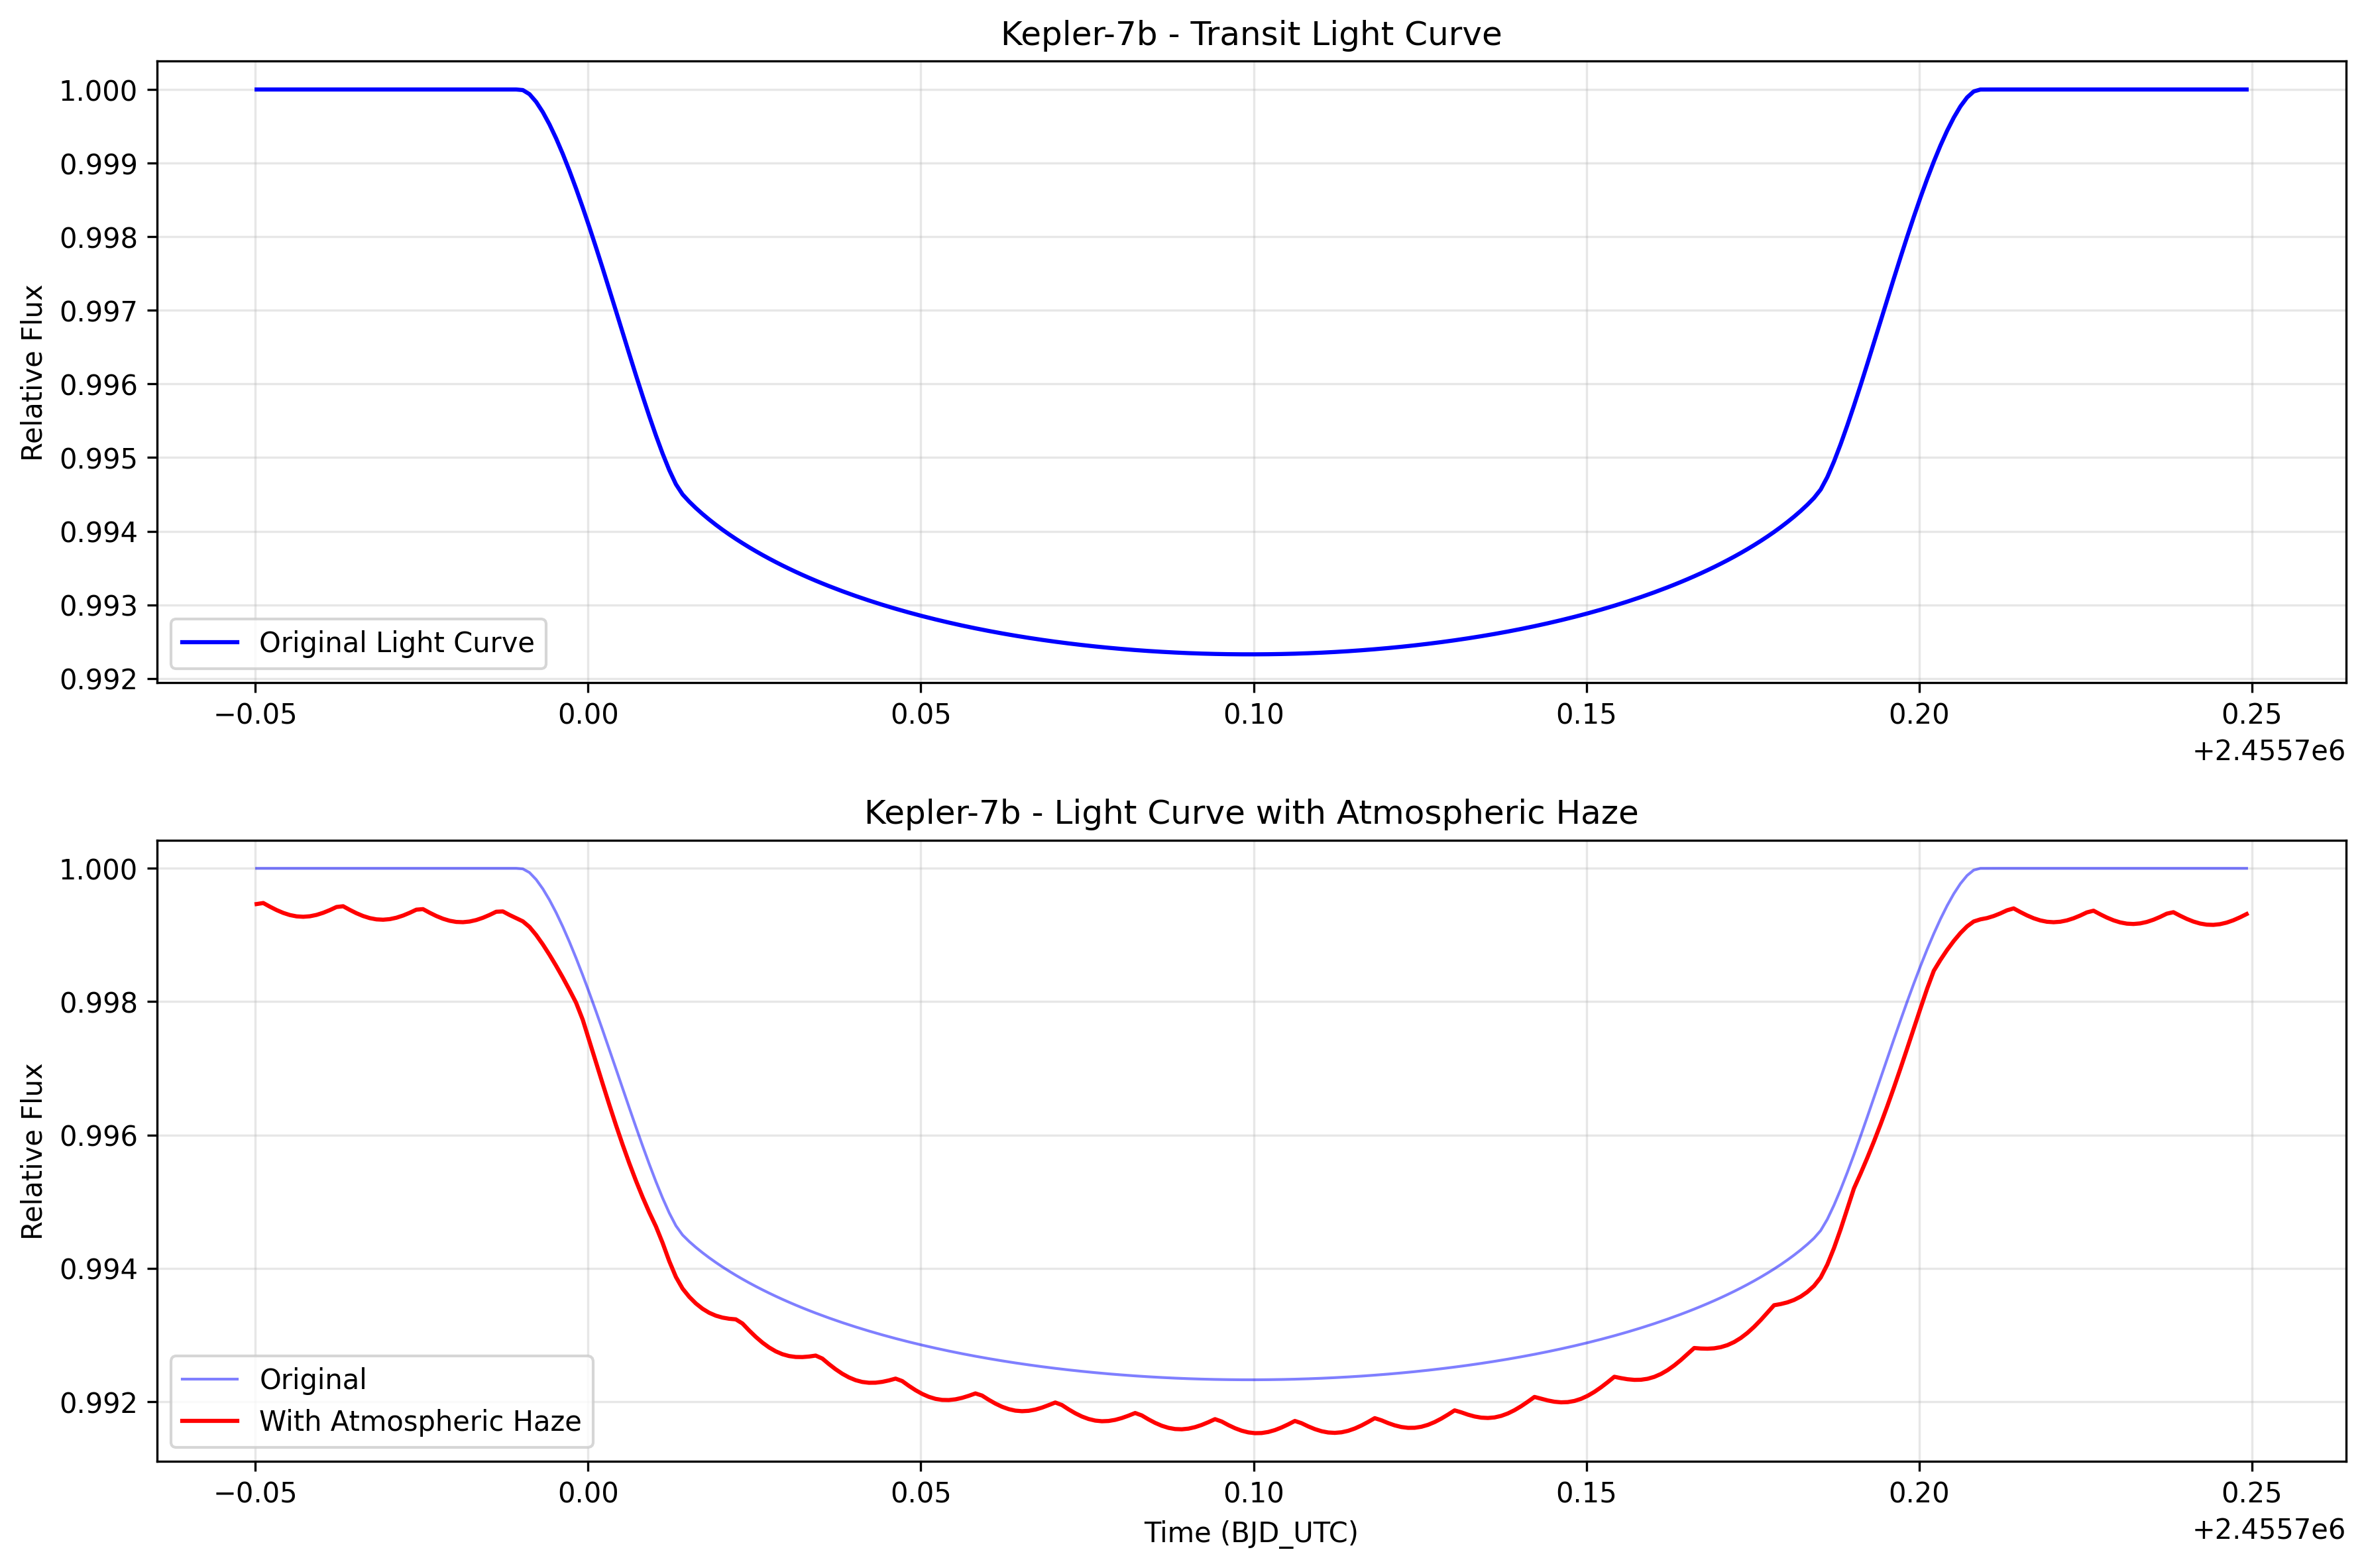 Kepler-7b - Transit Light Curve
1.000
0.999
0.998
0.997
0.996
0.995
0.994
0.993
0.992
Relative Flux
Original Light Curve
−0.05 0.00 0.05 0.10 0.15 0.20 0.25
+2.4557e6
Kepler-7b - Light Curve with Atmospheric Haze
1.000
0.998
0.996
0.994
0.992
Relative Flux
Original
With Atmospheric Haze
−0.05 0.00 0.05 0.10 0.15 0.20 0.25
Time (BJD_UTC)
+2.4557e6